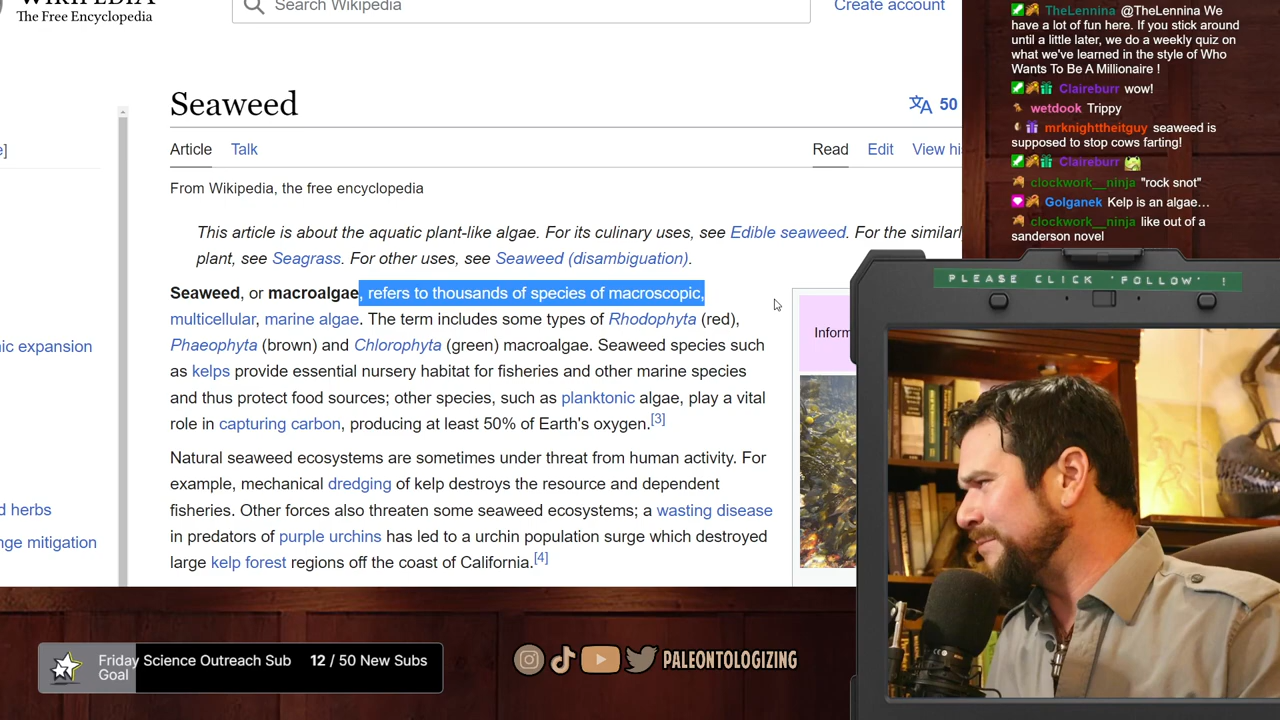 The Free Encyclopedia
Search Wikipedia
Create account
Seaweed
50
Article Talk
Read Edit View hi
From Wikipedia, the free encyclopedia
This article is about the aquatic plant-like algae. For its culinary uses, see Edible seaweed. For the similarl
plant, see Seagrass. For other uses, see Seaweed (disambiguation).
Seaweed, or macroalgae, refers to thousands of species of macroscopic,
multicellular, marine algae. The term includes some types of Rhodophyta (red),
Phaeophyta (brown) and Chlorophyta (green) macroalgae. Seaweed species such
as kelps provide essential nursery habitat for fisheries and other marine species
and thus protect food sources; other species, such as planktonic algae, play a vital
role in capturing carbon, producing at least 50% of Earth's oxygen.[3]
Natural seaweed ecosystems are sometimes under threat from human activity. For
example, mechanical dredging of kelp destroys the resource and dependent
fisheries. Other forces also threaten some seaweed ecosystems; a wasting disease
in predators of purple urchins has led to a urchin population surge which destroyed
large kelp forest regions off the coast of California.[4]
e]
ic expansion
d herbs
nge mitigation
Inform
TheLennina @TheLennina We
have a lot of fun here. If you stick around
until a little later, we do a weekly quiz on
what we've learned in the style of Who
Wants To Be A Millionaire !
Claireburr wow!
wetdook Trippy
mrknighttheitguy seaweed is
supposed to stop cows farting!
Claireburr
clockwork__ninja "rock snot"
Golganek Kelp is an algae…
clockwork__ninja like out of a
sanderson novel
PLEASE CLICK 'FOLLOW' !
Friday Science Outreach Sub
Goal
12 / 50 New Subs
PALEONTOLOGIZING